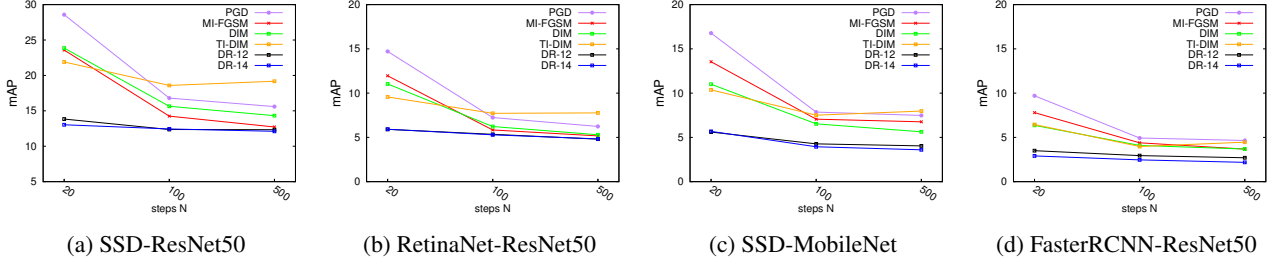 30
25
20
15
10
5
mAP
20
100
500
steps N
PGD
MI-FGSM
DIM
TI-DIM
DR-12
DR-14
(a) SSD-ResNet50
20
15
10
5
0
mAP
20
100
500
steps N
PGD
MI-FGSM
DIM
TI-DIM
DR-12
DR-14
(b) RetinaNet-ResNet50
20
15
10
5
0
mAP
20
100
500
steps N
PGD
MI-FGSM
DIM
TI-DIM
DR-12
DR-14
(c) SSD-MobileNet
20
15
10
5
0
mAP
20
100
500
steps N
PGD
MI-FGSM
DIM
TI-DIM
DR-12
DR-14
(d) FasterRCNN-ResNet50